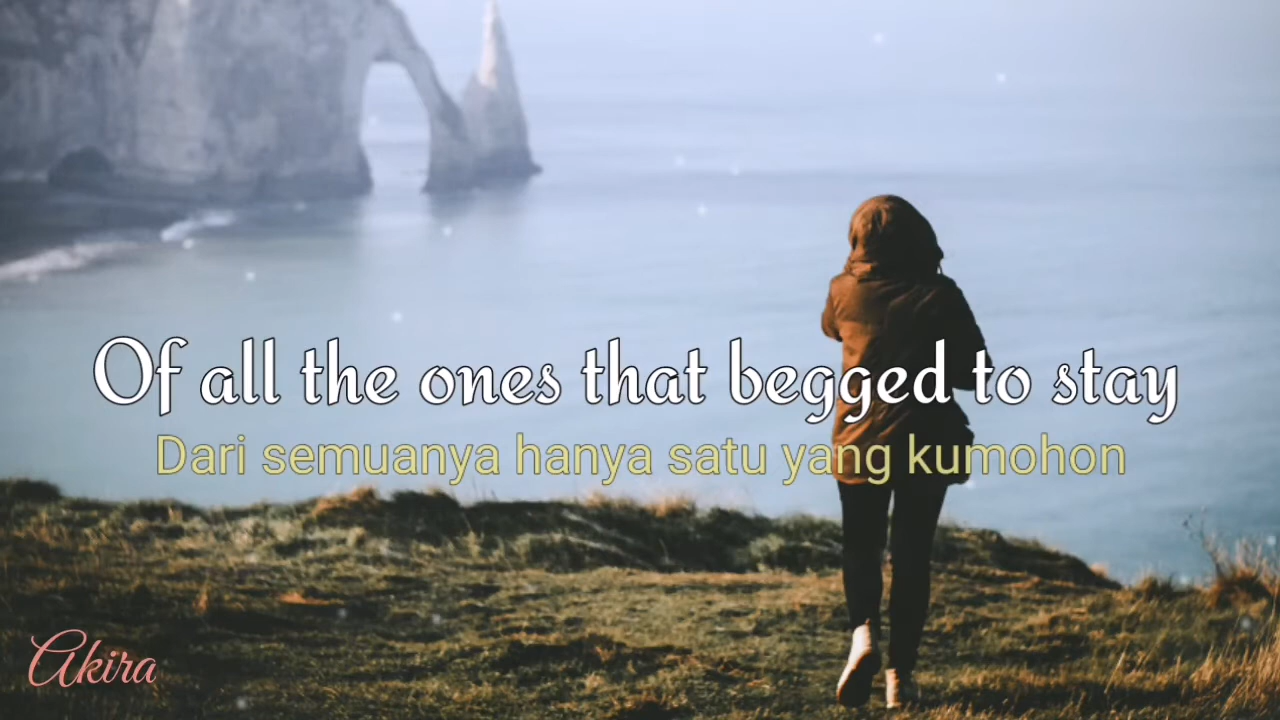 Of all the ones that begged to stay
Dari semuanya hanya satu yang kumohon
Akira